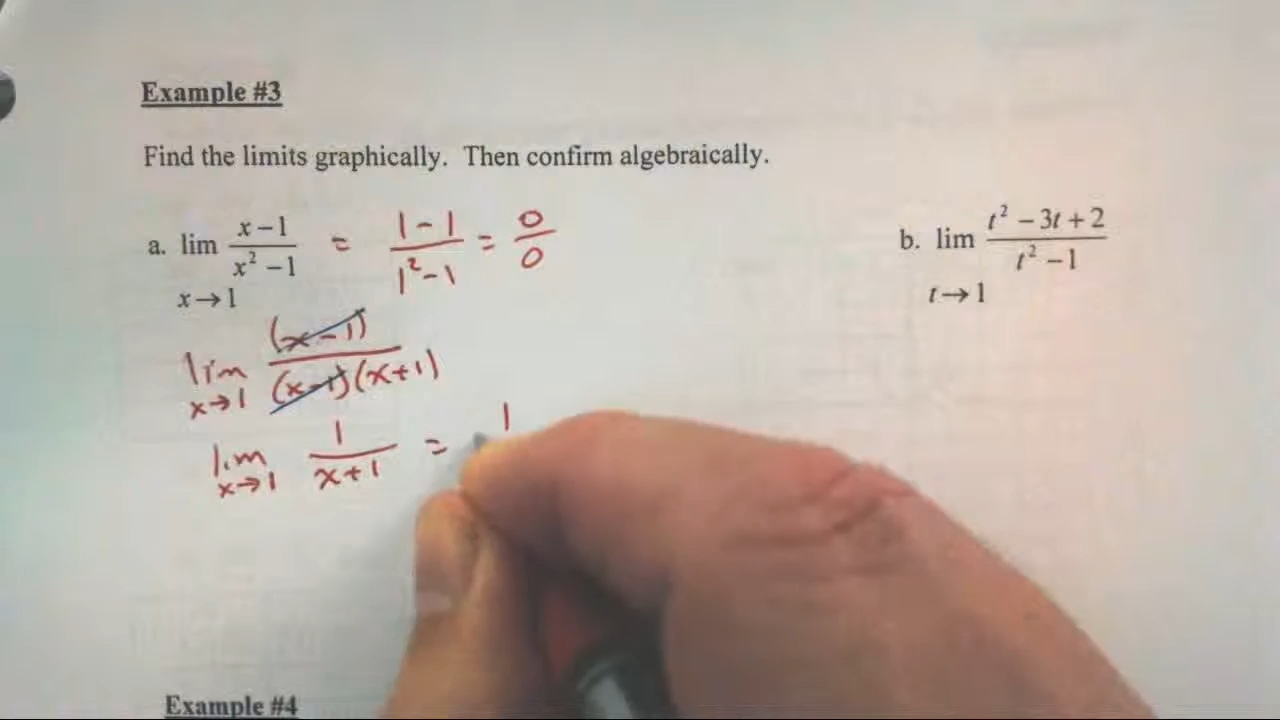 Example #3
Find the limits graphically. Then confirm algebraically.
a. lim x→1 (x − 1)/(x² − 1) = (1 - 1)/(1² - 1) = 0/0
lim x→1 (x - 1)/((x - 1)(x + 1))
lim x→1 1/(x + 1) = 1
b. lim t→1 (t² − 3t + 2)/(t² − 1)
Example #4